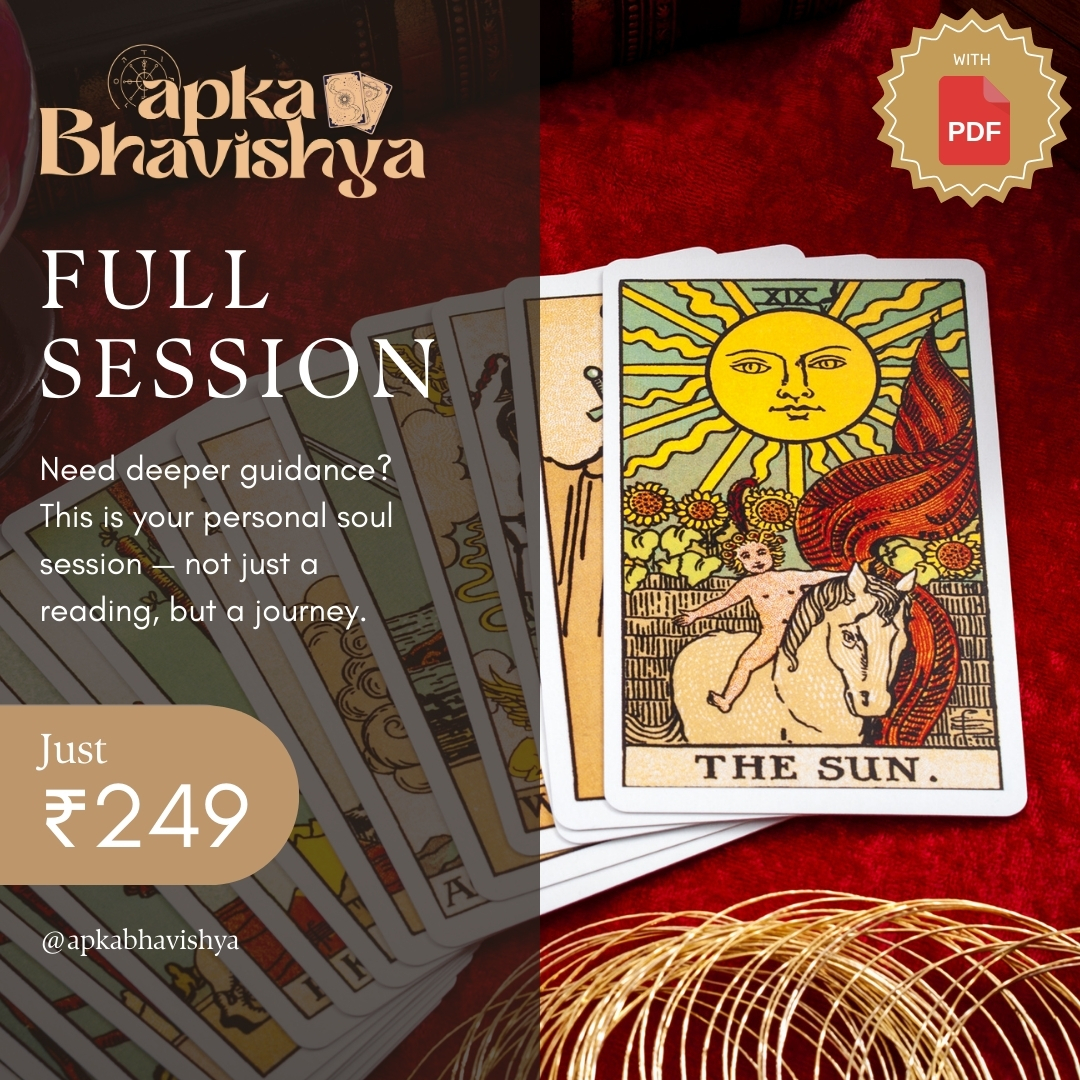 apka
Bhavishya
WITH
PDF
FULL
SESSION
Need deeper guidance?
This is your personal soul
session — not just a
reading, but a journey.
Just
₹249
@apkabhavishya
XIX
THE SUN.
W
A